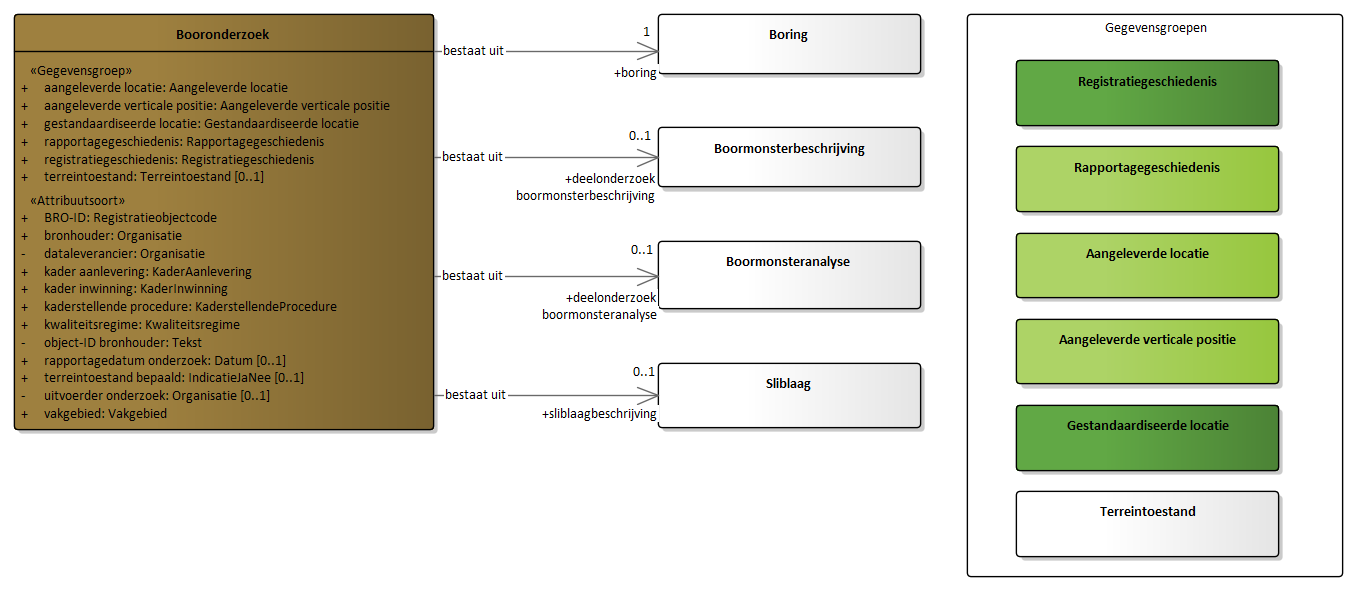 Booronderzoek
«Gegevensgroep»
+ aangeleverde locatie: Aangeleverde locatie
+ aangeleverde verticale positie: Aangeleverde verticale positie
+ gestandaardiseerde locatie: Gestandaardiseerde locatie
+ rapportagegeschiedenis: Rapportagegeschiedenis
+ registratiegeschiedenis: Registratiegeschiedenis
+ terreintoestand: Terreintoestand [0..1]
«Attribuutsoort»
+ BRO-ID: Registratieobjectcode
+ bronhouder: Organisatie
- dataleverancier: Organisatie
+ kader aanlevering: KaderAanlevering
+ kader inwinning: KaderInwinning
+ kaderstellende procedure: KaderstellendeProcedure
+ kwaliteitsregime: Kwaliteitsregime
- object-ID bronhouder: Tekst
+ rapportagedatum onderzoek: Datum [0..1]
+ terreintoestand bepaald: IndicatieJaNee [0..1]
- uitvoerder onderzoek: Organisatie [0..1]
+ vakgebied: Vakgebied
bestaat uit
1
+boring
Boring
bestaat uit
0..1
+deelonderzoek
boormonsterbeschrijving
Boormonsterbeschrijving
bestaat uit
0..1
+deelonderzoek
boormonsteranalyse
Boormonsteranalyse
bestaat uit
0..1
+sliblaagbeschrijving
Sliblaag
Gegevensgroepen
Registratiegeschiedenis
Rapportagegeschiedenis
Aangeleverde locatie
Aangeleverde verticale positie
Gestandaardiseerde locatie
Terreintoestand